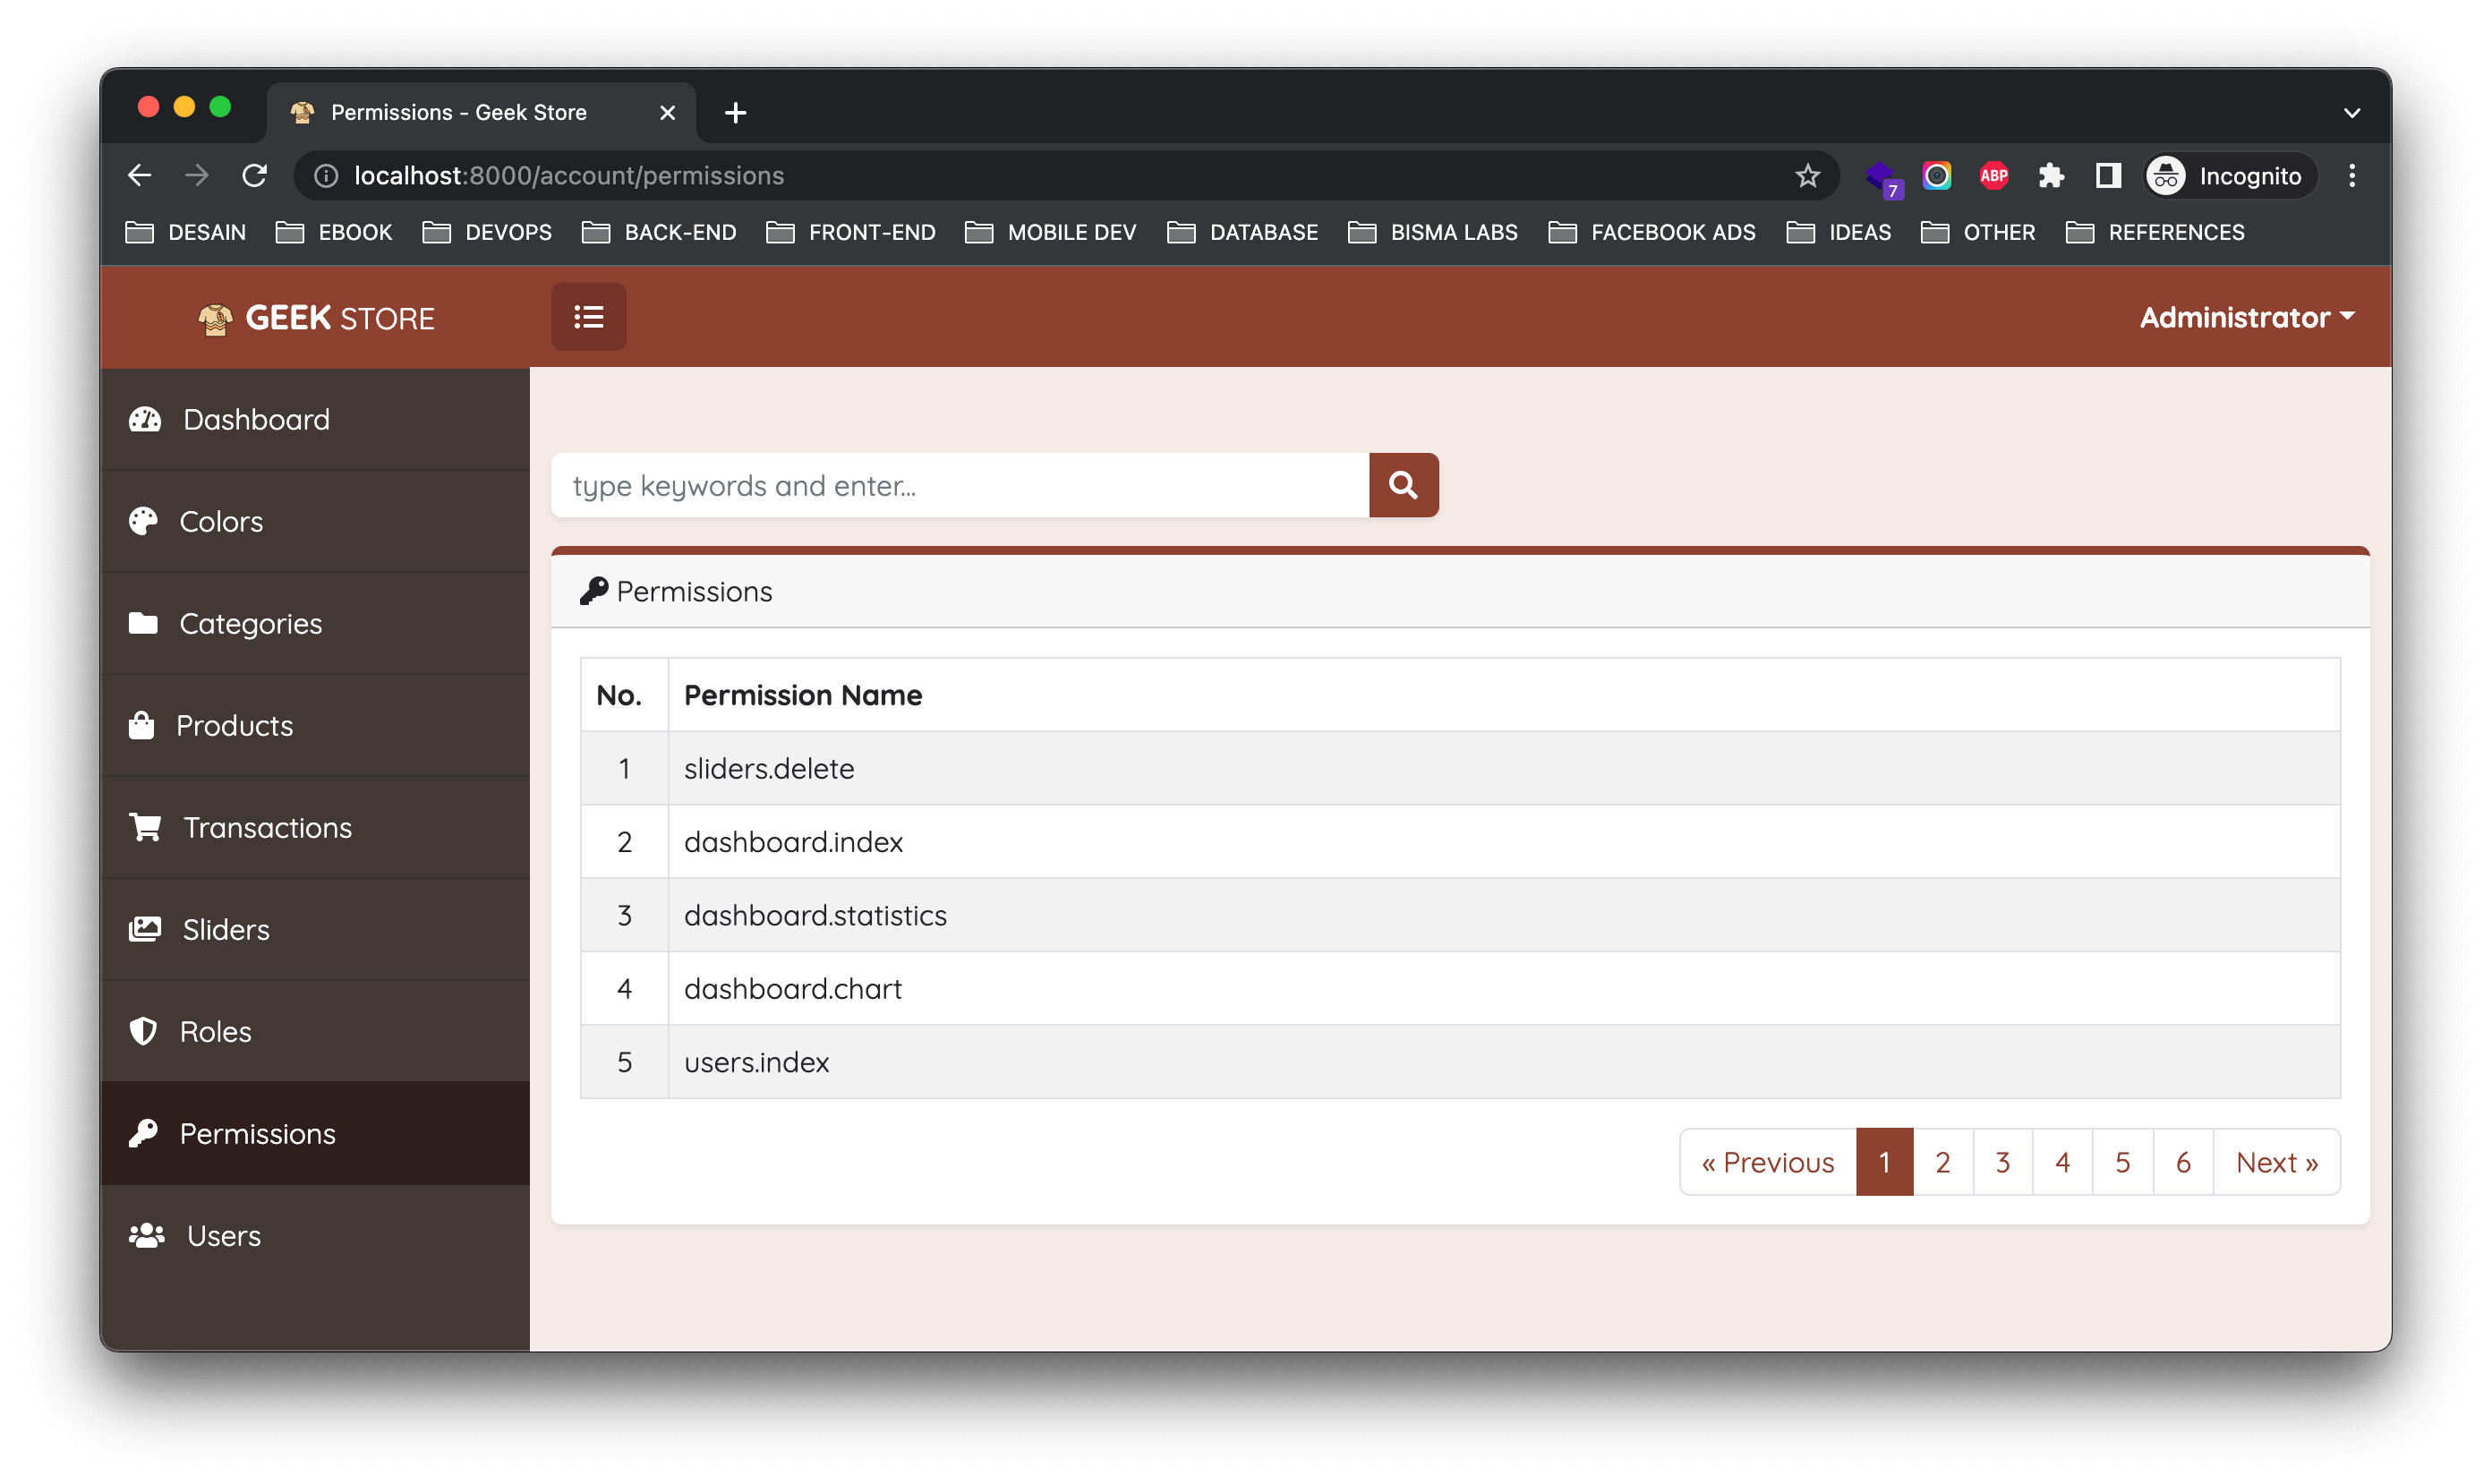 Permissions - Geek Store
localhost:8000/account/permissions
7
ABP
Incognito
DESAIN EBOOK DEVOPS BACK-END FRONT-END MOBILE DEV DATABASE BISMA LABS FACEBOOK ADS IDEAS OTHER REFERENCES
GEEK STORE
Administrator
Dashboard
Colors
Categories
Products
Transactions
Sliders
Roles
Permissions
Users
type keywords and enter...
Permissions
No. Permission Name
1 sliders.delete
2 dashboard.index
3 dashboard.statistics
4 dashboard.chart
5 users.index
« Previous 1 2 3 4 5 6 Next »